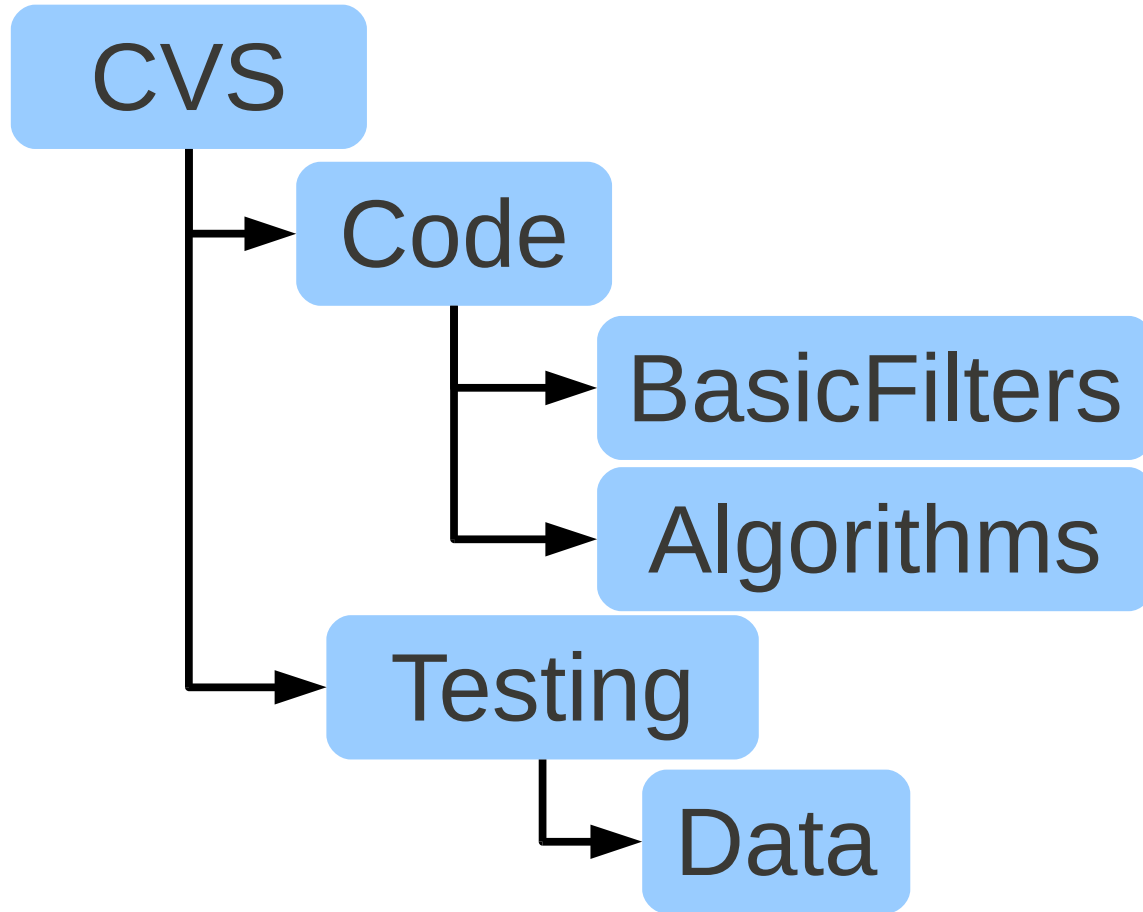 CVS
Code
BasicFilters
Algorithms
Testing
Data